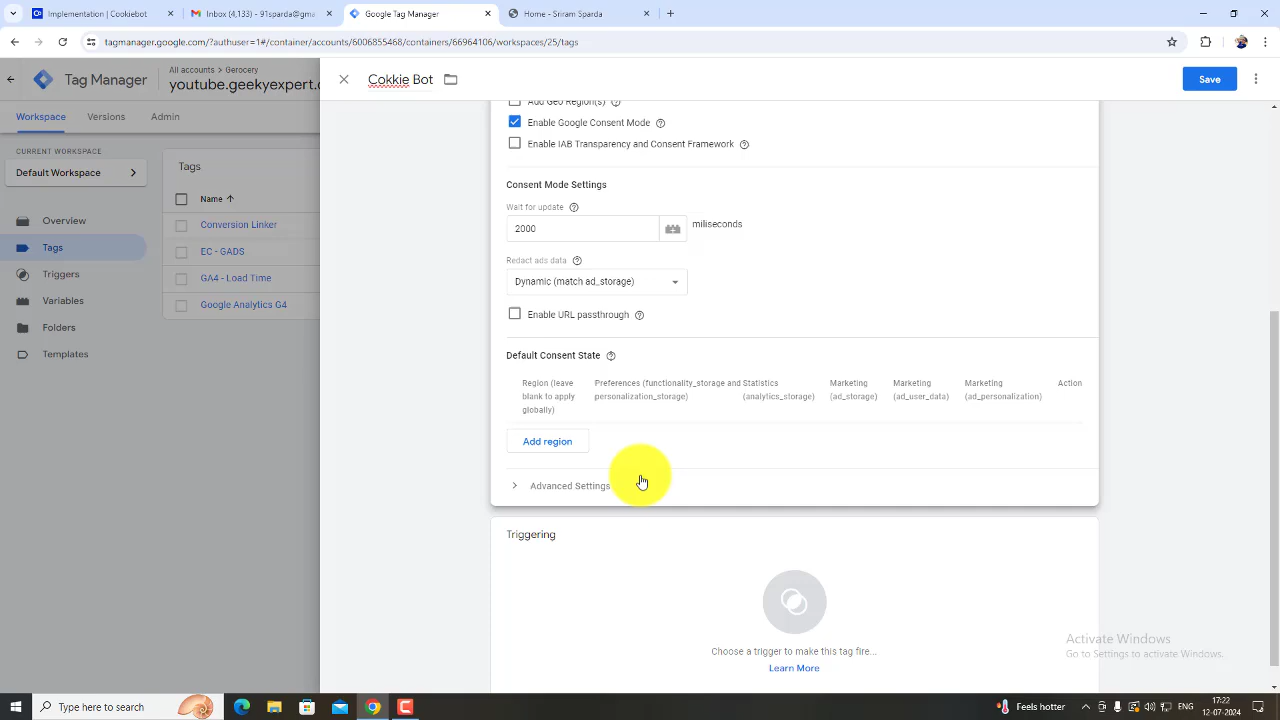 Implementation | Cookiebot
Inbox (4,133) - 91sparda@gm
Google Tag Manager
Home - Sriram Sparda
tagmanager.google.com/?authuser=1#/container/accounts/6006855468/containers/66964106/workspaces/25/tags
Tag Manager
All accounts > Gerocery
youtube.geekyexpert.c
Cokkie Bot
Save
Workspace
Versions
Admin
CURRENT WORKSPACE
Default Workspace
Overview
Tags
Triggers
Variables
Folders
Templates
Tags
Name
Conversion Linker
EC - GADS
GA4 - Load Time
Google Analytics G4
Add Geo Region(s)
Enable Google Consent Mode
Enable IAB Transparency and Consent Framework
Consent Mode Settings
Wait for update
2000
miliseconds
Redact ads data
Dynamic (match ad_storage)
Enable URL passthrough
Default Consent State
Region (leave blank to apply globally)
Preferences (functionality_storage and personalization_storage)
Statistics (analytics_storage)
Marketing (ad_storage)
Marketing (ad_user_data)
Marketing (ad_personalization)
Action
Add region
Advanced Settings
Triggering
Choose a trigger to make this tag fire...
Learn More
Activate Windows
Go to Settings to activate Windows.
Type here to search
Feels hotter
ENG
17:22
12-07-2024